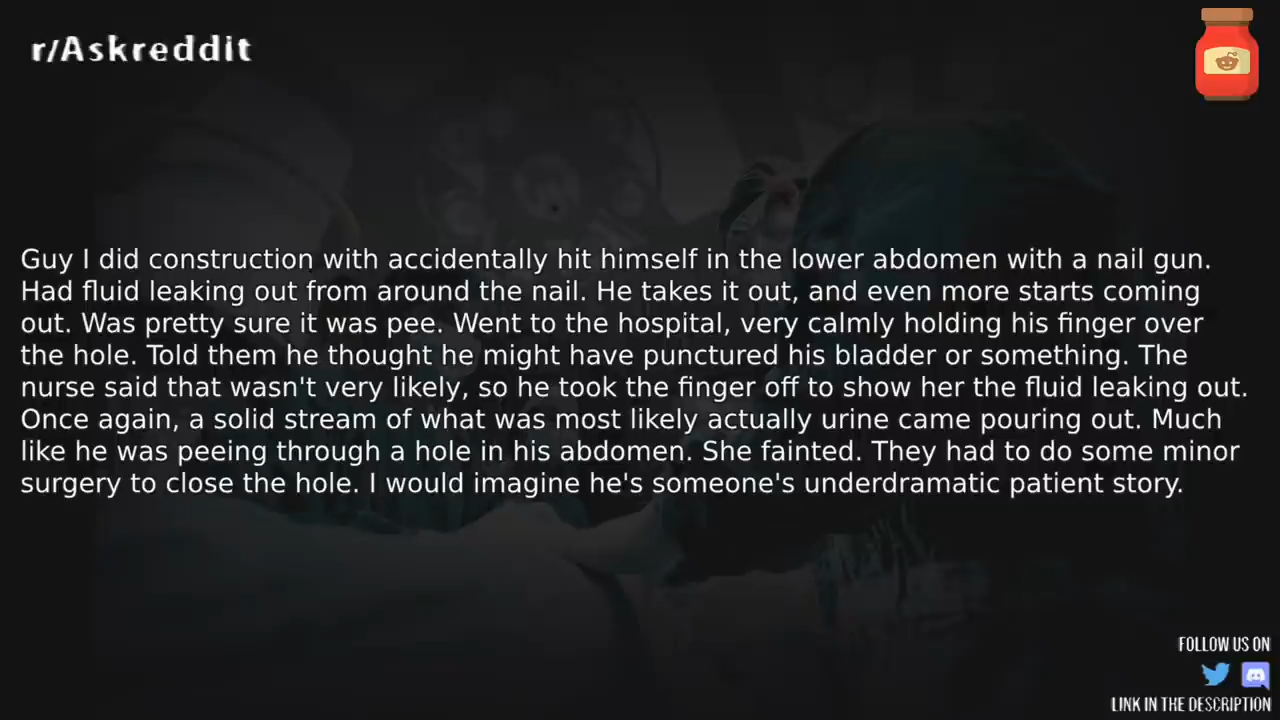 r/Askreddit
Guy I did construction with accidentally hit himself in the lower abdomen with a nail gun.
Had fluid leaking out from around the nail. He takes it out, and even more starts coming
out. Was pretty sure it was pee. Went to the hospital, very calmly holding his finger over
the hole. Told them he thought he might have punctured his bladder or something. The
nurse said that wasn't very likely, so he took the finger off to show her the fluid leaking out.
Once again, a solid stream of what was most likely actually urine came pouring out. Much
like he was peeing through a hole in his abdomen. She fainted. They had to do some minor
surgery to close the hole. I would imagine he's someone's underdramatic patient story.
FOLLOW US ON
LINK IN THE DESCRIPTION